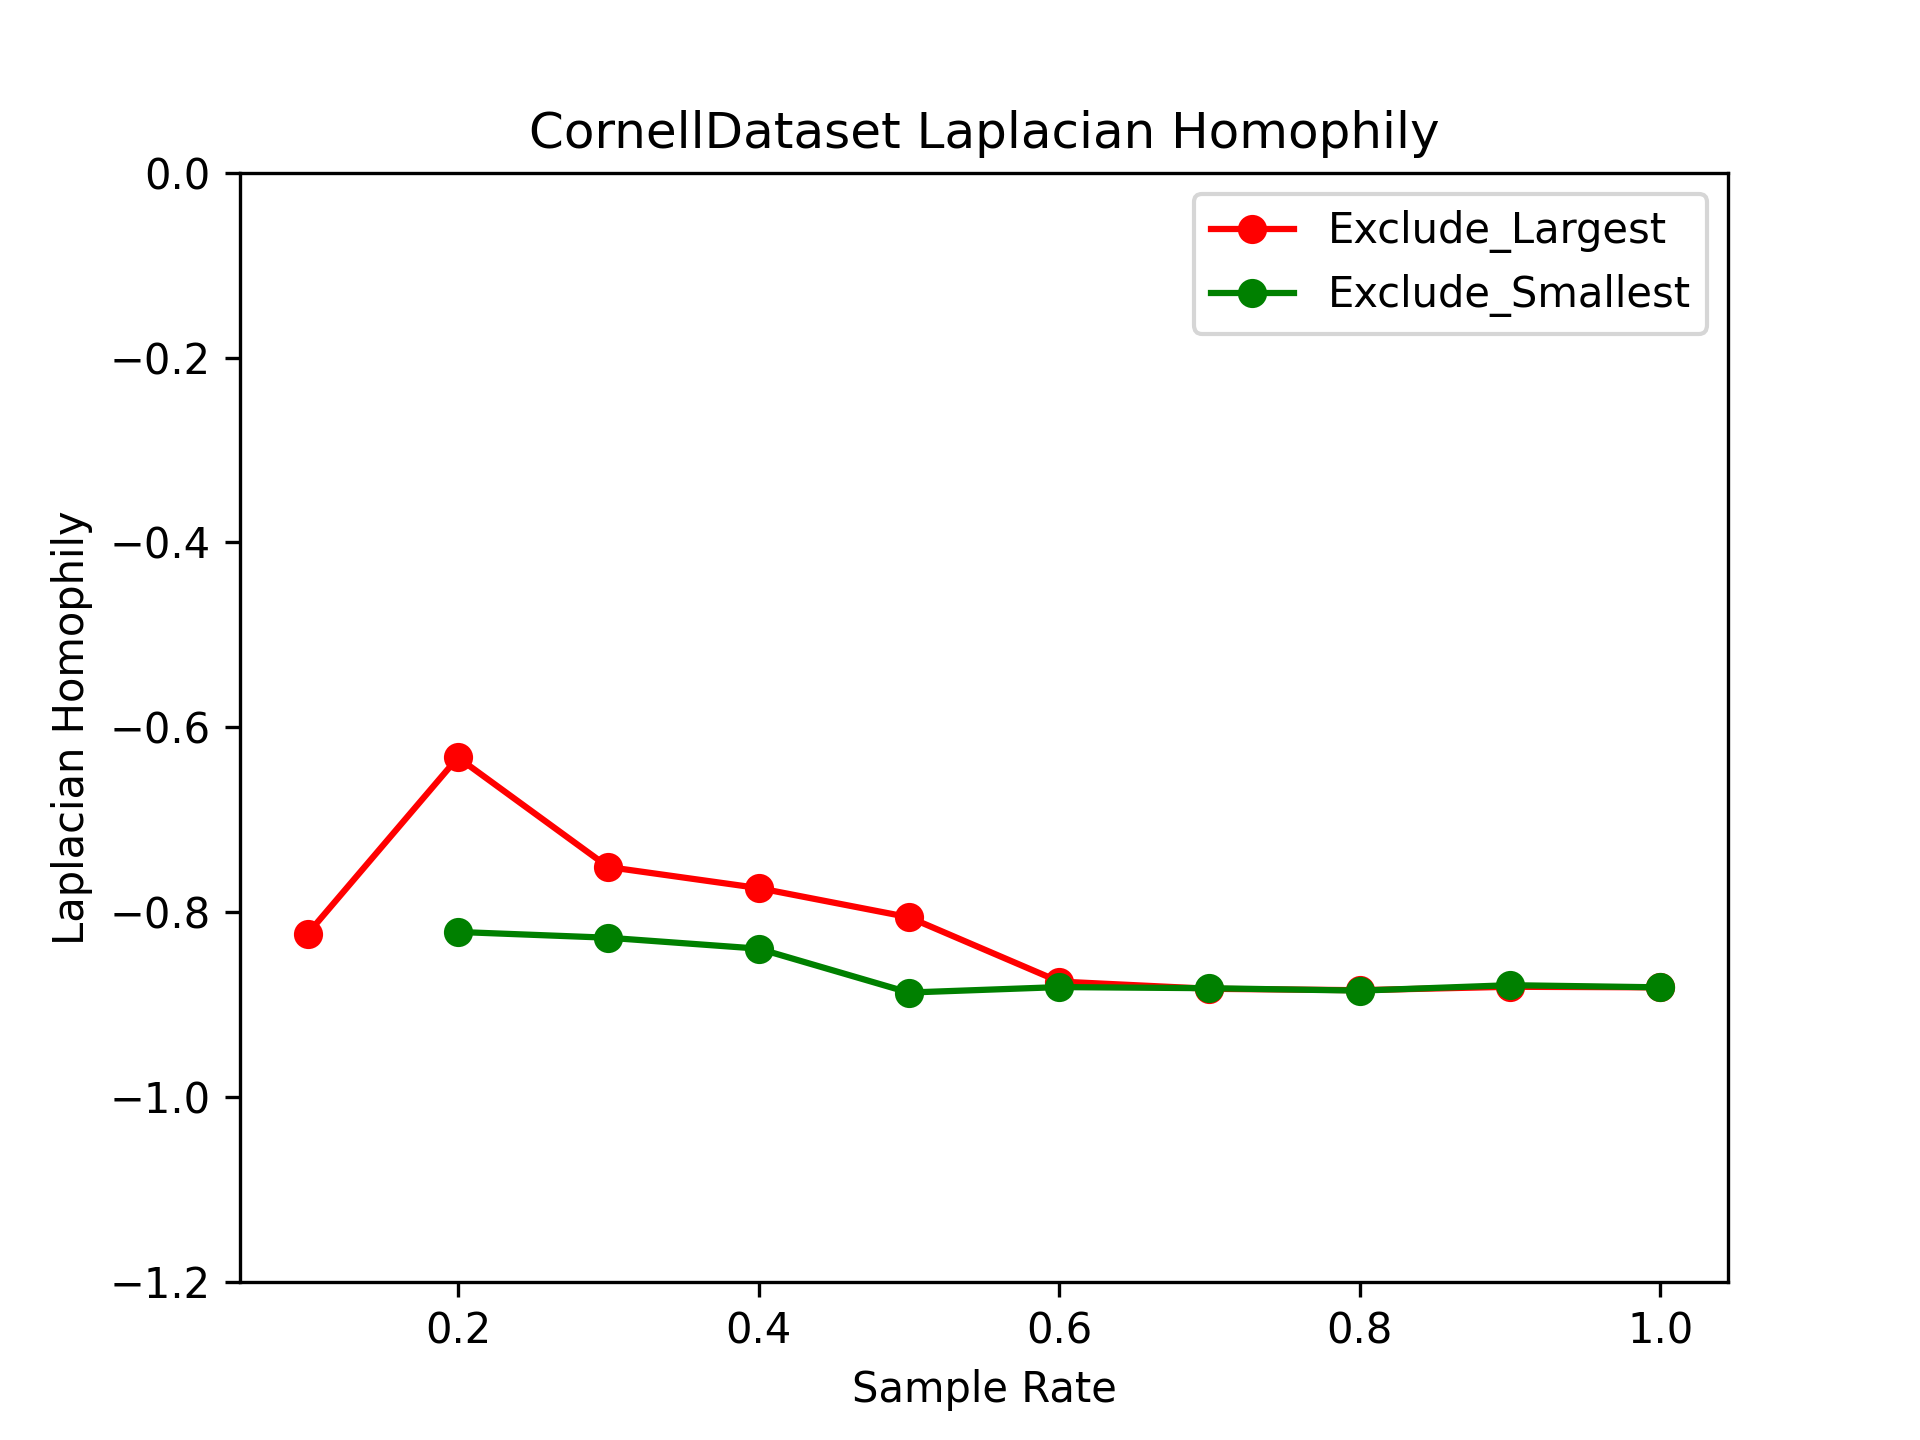 CornellDataset Laplacian Homophily
0.0
−0.2
−0.4
−0.6
−0.8
−1.0
−1.2
Laplacian Homophily
Exclude_Largest
Exclude_Smallest
0.2 0.4 0.6 0.8 1.0
Sample Rate